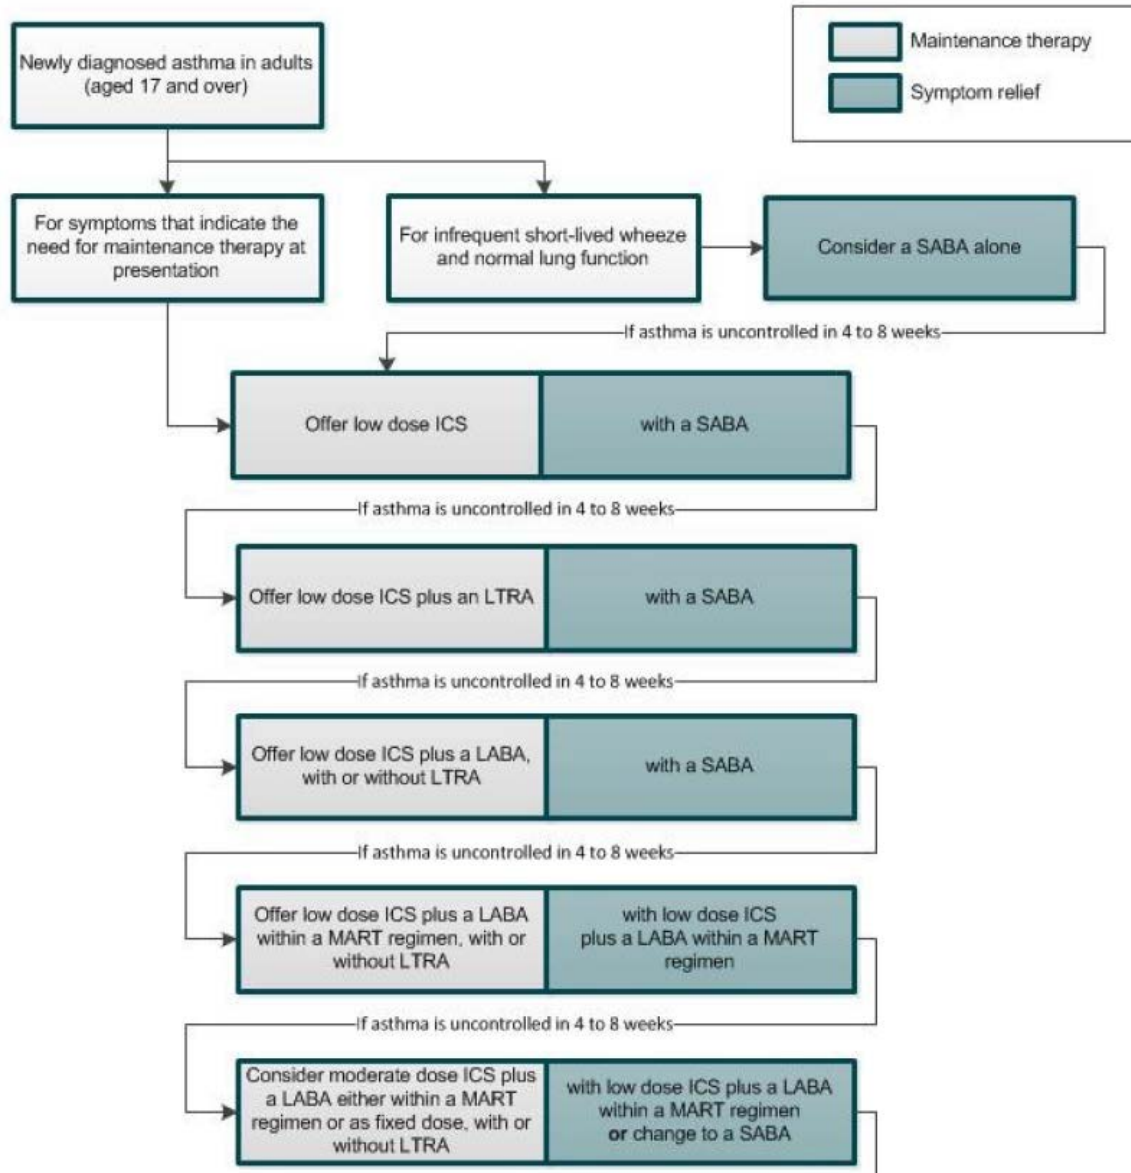 Maintenance therapy
Symptom relief
Newly diagnosed asthma in adults
(aged 17 and over)
For symptoms that indicate the
need for maintenance therapy at
presentation
For infrequent short-lived wheeze
and normal lung function
Consider a SABA alone
If asthma is uncontrolled in 4 to 8 weeks
Offer low dose ICS
with a SABA
If asthma is uncontrolled in 4 to 8 weeks
Offer low dose ICS plus an LTRA
with a SABA
If asthma is uncontrolled in 4 to 8 weeks
Offer low dose ICS plus a LABA,
with or without LTRA
with a SABA
If asthma is uncontrolled in 4 to 8 weeks
Offer low dose ICS plus a LABA
within a MART regimen, with or
without LTRA
with low dose ICS
plus a LABA within a MART
regimen
If asthma is uncontrolled in 4 to 8 weeks
Consider moderate dose ICS plus
a LABA either within a MART
regimen or as fixed dose, with or
without LTRA
with low dose ICS plus a LABA
within a MART regimen
or change to a SABA